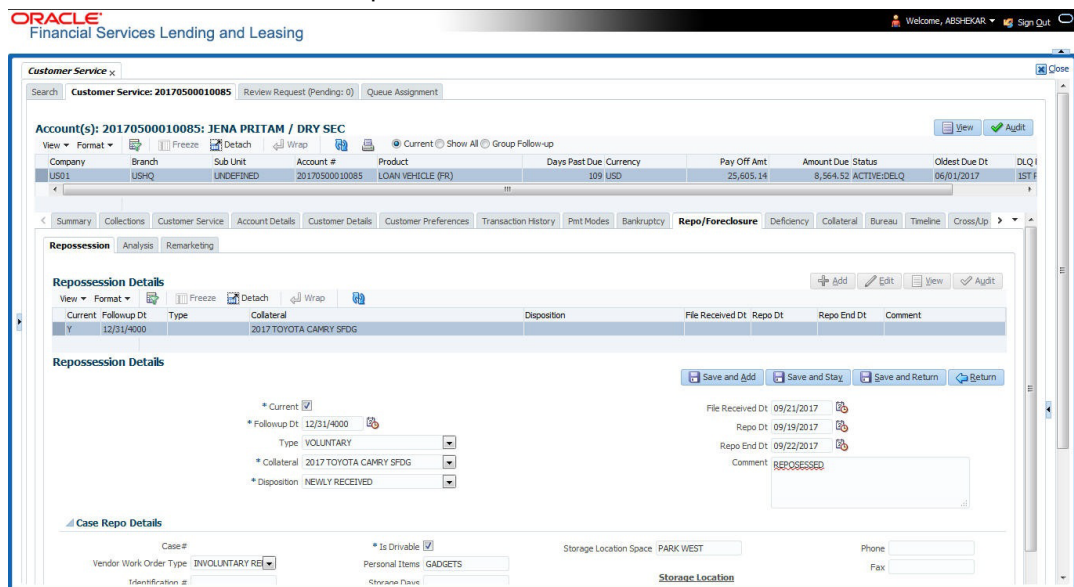 ORACLE
Financial Services Lending and Leasing
Welcome, ABSHEKAR Sign Out
Customer Service x
Close
Search Customer Service: 20170500010085 Review Request (Pending: 0) Queue Assignment
Account(s): 20170500010085: JENA PRITAM / DRY SEC
View Audit
View Format Freeze Detach Wrap Current Show All Group Follow-up
Company Branch Sub Unit Account # Product Days Past Due Currency Pay Off Amt Amount Due Status Oldest Due Dt DLQ
US01 USHQ UNDEFINED 20170500010085 LOAN VEHICLE (FR) 109 USD 25,605.14 8,564.52 ACTIVE:DELQ 06/01/2017 1ST
Summary Collections Customer Service Account Details Customer Details Customer Preferences Transaction History Pmt Modes Bankruptcy Repo/Foreclosure Deficiency Collateral Bureau Timeline Cross/Up
Repossession Analysis Remarketing
Repossession Details
Add Edit View Audit
View Format Freeze Detach Wrap
Current Followup Dt Type Collateral Disposition File Received Dt Repo Dt Repo End Dt Comment
Y 12/31/4000 2017 TOYOTA CAMRY SFDG
Repossession Details
Save and Add Save and Stay Save and Return Return
* Current File Received Dt 09/21/2017
* Followup Dt 12/31/4000 Repo Dt 09/19/2017
Type VOLUNTARY Repo End Dt 09/22/2017
* Collateral 2017 TOYOTA CAMRY SFDG Comment REPOSESSED
* Disposition NEWLY RECEIVED
Case Repo Details
Case# * Is Drivable Storage Location Space PARK WEST Phone
Vendor Work Order Type INVOLUNTARY Personal Items GADGETS Fax
Identification # Storage Days Storage Location